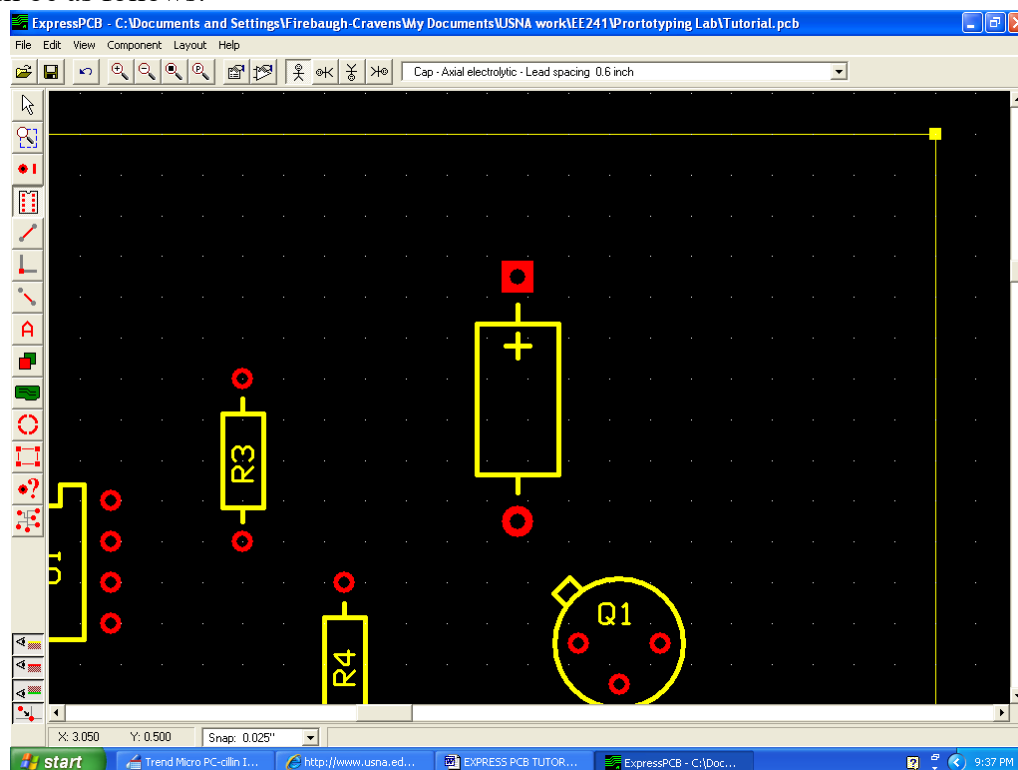 ExpressPCB - C:\Documents and Settings\Firebaugh-Cravens\My Documents\USNA work\EE241\Prortotyping Lab\Tutorial.pcb
File Edit View Component Layout Help
Cap - Axial electrolytic - Lead spacing 0.6 inch
R3
R4
Q1
X: 3.050 Y: 0.500 Snap: 0.025"
start Trend Micro PC-cillin I... http://www.usna.ed... EXPRESS PCB TUTOR... ExpressPCB - C:\Doc... 9:37 PM